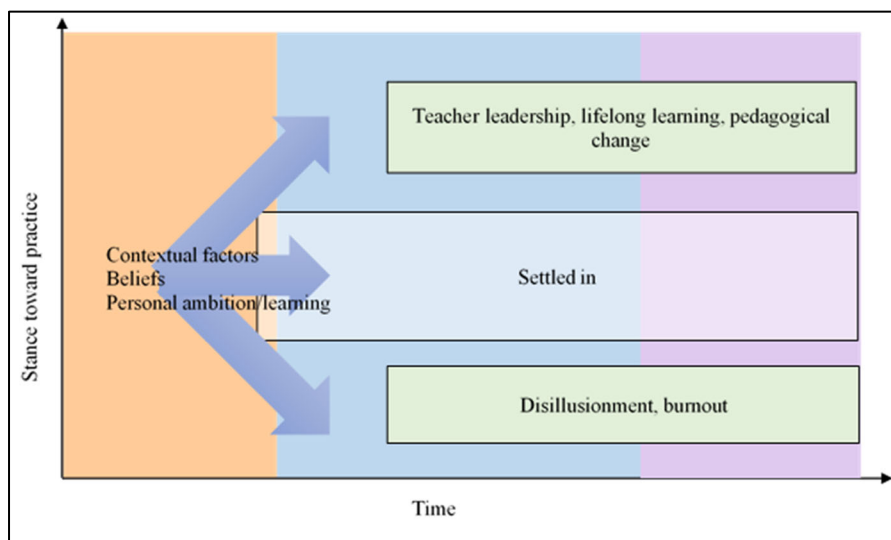 Teacher leadership, lifelong learning, pedagogical
change
Stance toward practice
Contextual factors
Beliefs
Personal ambition/learning
Settled in
Disillusionment, burnout
Time